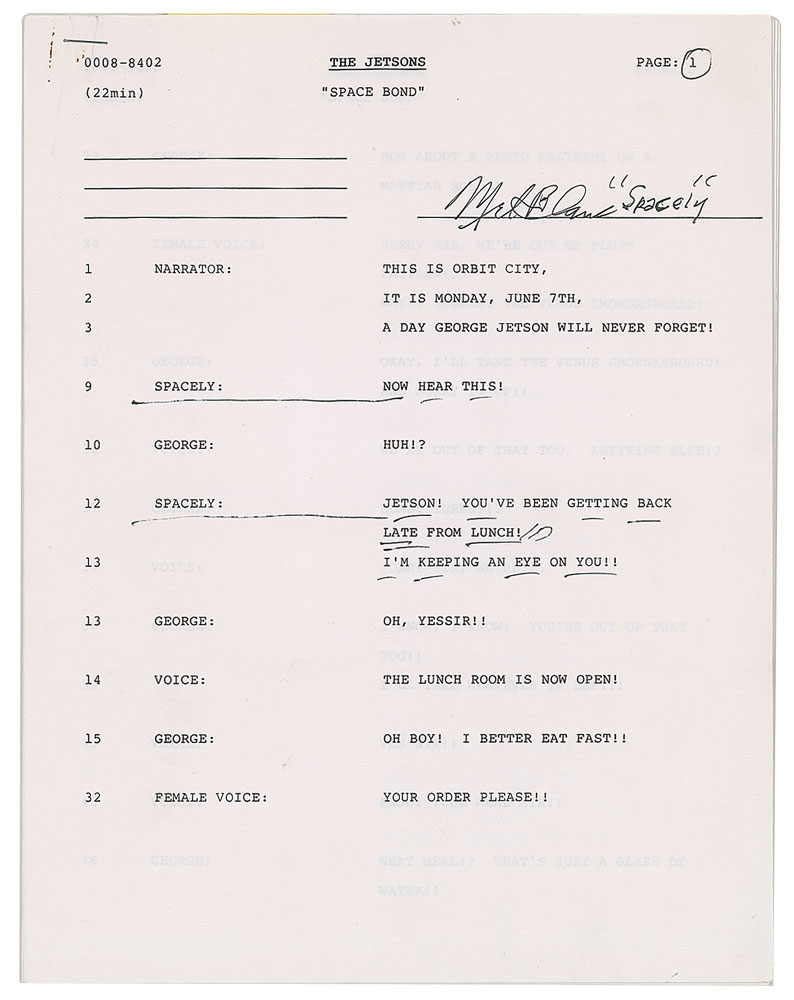 0008-8402 THE JETSONS PAGE: 1
(22min) "SPACE BOND"
Mel Blanc "Spacely"
1 NARRATOR: THIS IS ORBIT CITY,
2 IT IS MONDAY, JUNE 7TH,
3 A DAY GEORGE JETSON WILL NEVER FORGET!
9 SPACELY: NOW HEAR THIS!
10 GEORGE: HUH!?
12 SPACELY: JETSON! YOU'VE BEEN GETTING BACK
LATE FROM LUNCH!
13 I'M KEEPING AN EYE ON YOU!!
13 GEORGE: OH, YESSIR!!
14 VOICE: THE LUNCH ROOM IS NOW OPEN!
15 GEORGE: OH BOY! I BETTER EAT FAST!!
32 FEMALE VOICE: YOUR ORDER PLEASE!!